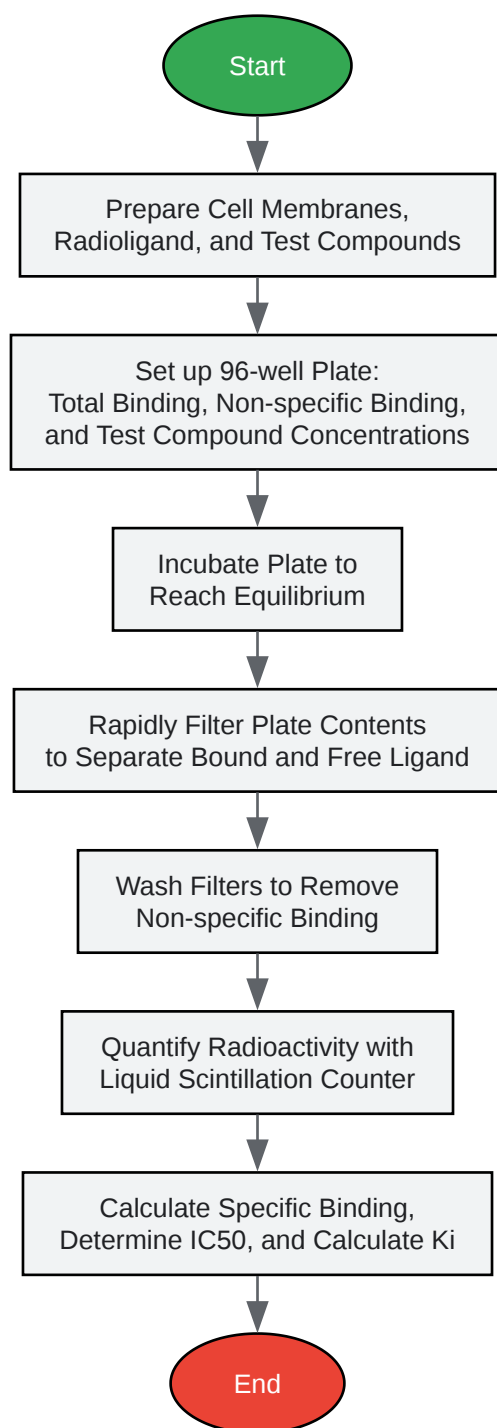 Start
Prepare Cell Membranes,
Radioligand, and Test Compounds
Set up 96-well Plate:
Total Binding, Non-specific Binding,
and Test Compound Concentrations
Incubate Plate to
Reach Equilibrium
Rapidly Filter Plate Contents
to Separate Bound and Free Ligand
Wash Filters to Remove
Non-specific Binding
Quantify Radioactivity with
Liquid Scintillation Counter
Calculate Specific Binding,
Determine IC50, and Calculate Ki
End